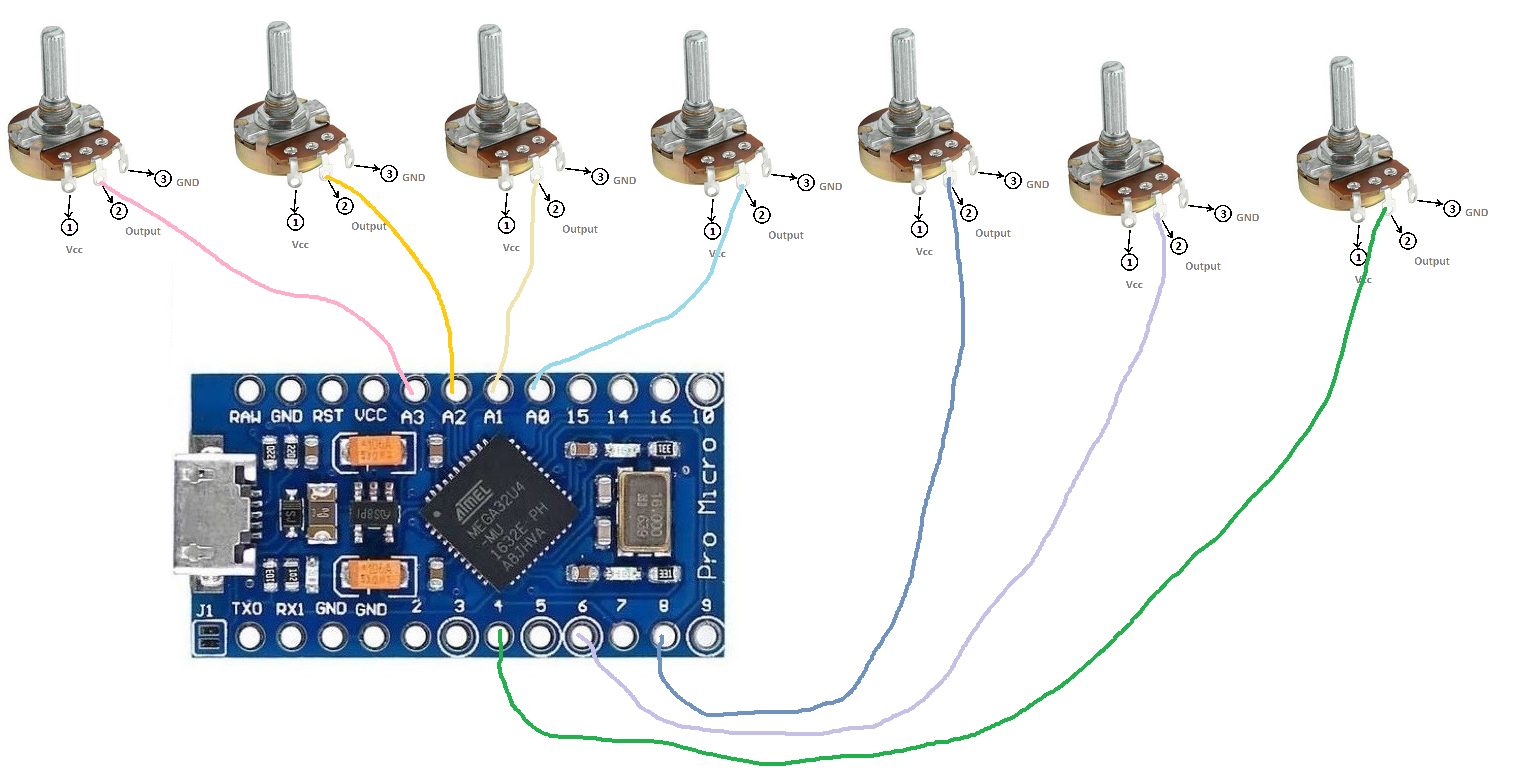 3 GND
2
1
Output
Vcc
3 GND
2
1
Output
Vcc
3 GND
2
1
Output
Vcc
3 GND
2
1
Output
Vcc
3 GND
2
1
Output
Vcc
3 GND
2
1
Output
Vcc
3 GND
2
1
Output
Vcc
RAW GND RST VCC A3 A2 A1 A0 15 14 16 10
220
220
ATMEL
MEGA32U4
-MU
1632E PH
A8JHVA
Pro Micro
J1 TX0 RX1 GND GND 2 3 4 5 6 7 8 9